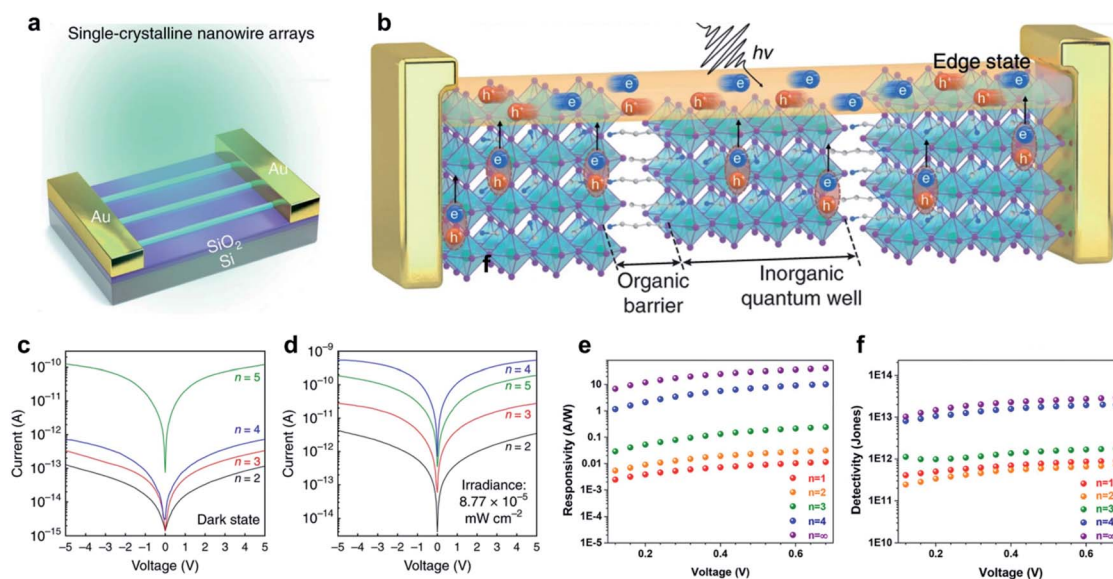 a
Single-crystalline nanowire arrays
Au
Au
SiO₂
Si
b
hν
Edge state
e
h⁺
e
h⁺
e
h⁺
h⁺
e
e
h⁺
e
h⁺
e
h⁺
e
h⁺
e
h⁺
e
h⁺
e
h⁺
e
h⁺
f
Organic
barrier
Inorganic
quantum well
c
Current (A)
10⁻¹⁰
10⁻¹¹
10⁻¹²
10⁻¹³
10⁻¹⁴
10⁻¹⁵
n = 5
n = 4
n = 3
n = 2
Dark state
−5 −4 −3 −2 −1 0 1 2 3 4 5
Voltage (V)
d
Current (A)
10⁻⁹
10⁻¹⁰
10⁻¹¹
10⁻¹²
10⁻¹³
10⁻¹⁴
n = 4
n = 5
n = 3
n = 2
Irradiance:
8.77 × 10⁻⁵
mW cm⁻²
−5 −4 −3 −2 −1 0 1 2 3 4 5
Voltage (V)
e
Responsivity (A/W)
10
1
0.1
0.01
1E-3
1E-4
1E-5
n=1
n=2
n=3
n=4
n=∞
0.2 0.4 0.6
Voltage (V)
f
Detectivity (Jones)
1E14
1E13
1E12
1E11
1E10
n=1
n=2
n=3
n=4
n=∞
0.2 0.4 0.6
Voltage (V)